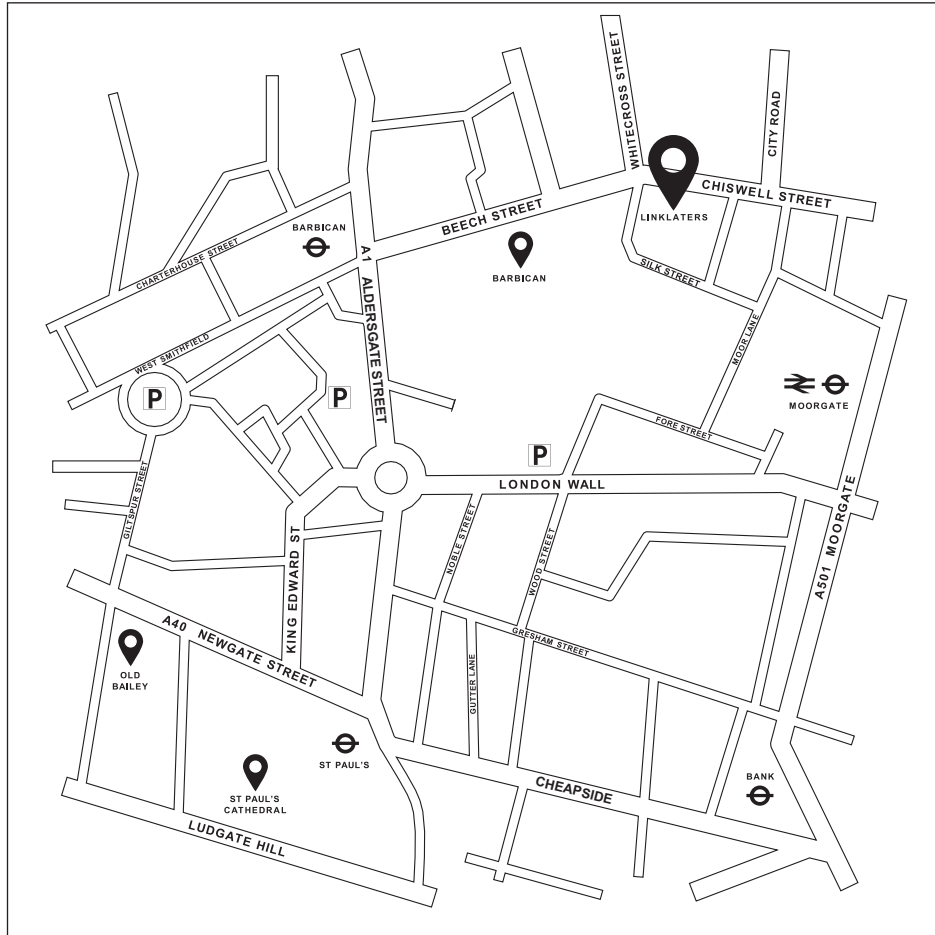 WHITECROSS STREET
CITY ROAD
CHISWELL STREET
LINKLATERS
BEECH STREET
BARBICAN
BARBICAN
CHARTERHOUSE STREET
A1 ALDERSGATE STREET
SILK STREET
WEST SMITHFIELD
MOOR LANE
P
P
MOORGATE
FORE STREET
P
LONDON WALL
GILTSPUR STREET
KING EDWARD ST
NOBLE STREET
WOOD STREET
A501 MOORGATE
A40 NEWGATE STREET
GRESHAM STREET
OLD
BAILEY
GUTTER LANE
ST PAUL'S
ST PAUL'S
CATHEDRAL
CHEAPSIDE
BANK
LUDGATE HILL